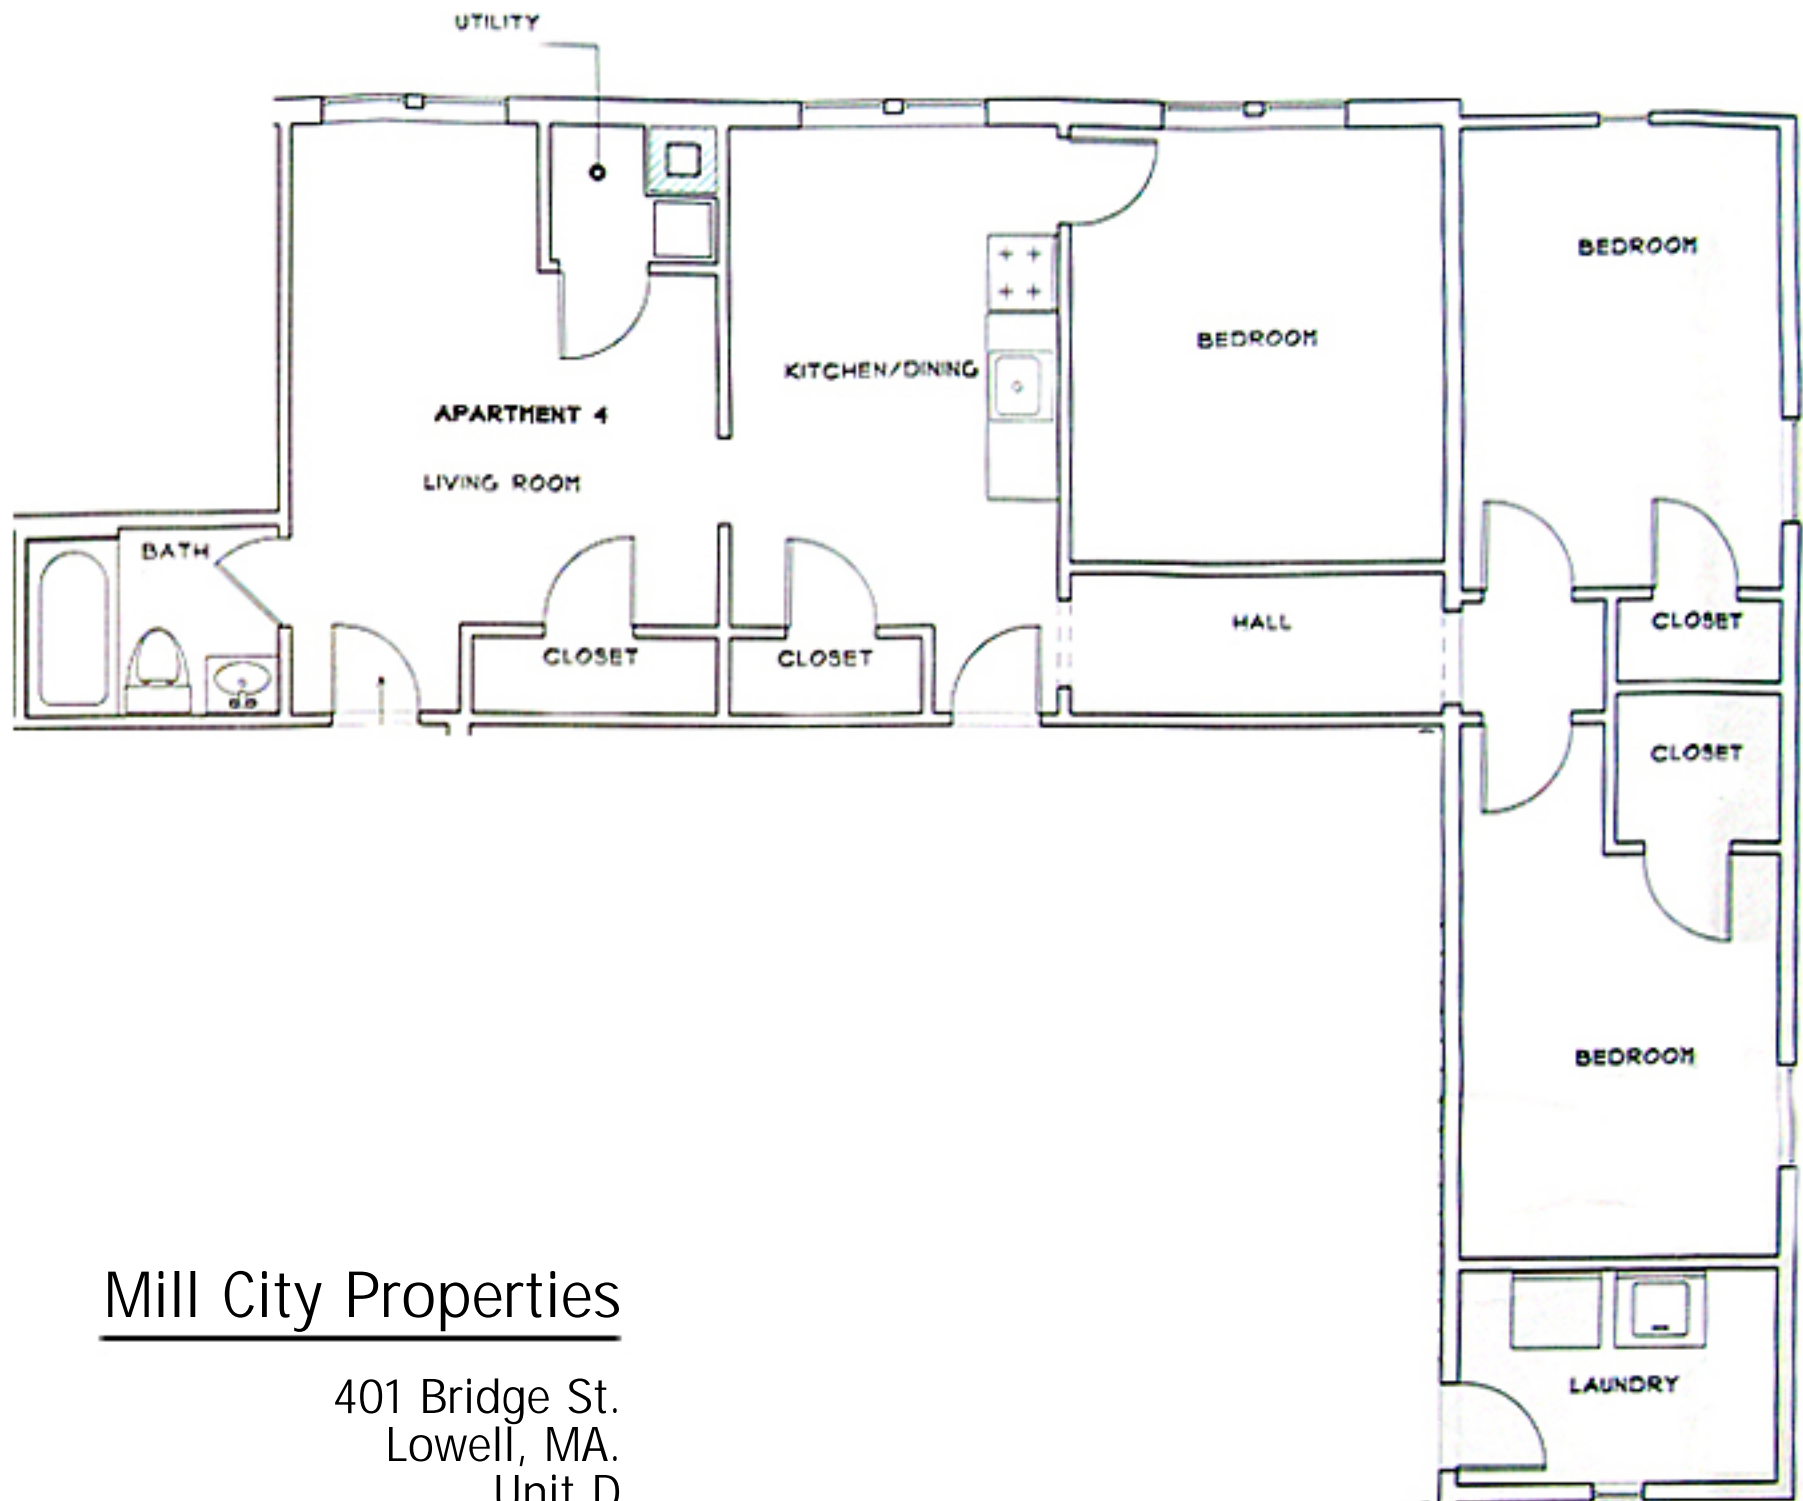 UTILITY
BEDROOM
BEDROOM
KITCHEN/DINING
APARTMENT 4
LIVING ROOM
BATH
HALL
CLOSET
CLOSET
CLOSET
CLOSET
BEDROOM
LAUNDRY
Mill City Properties
401 Bridge St.
Lowell, MA.
Unit D